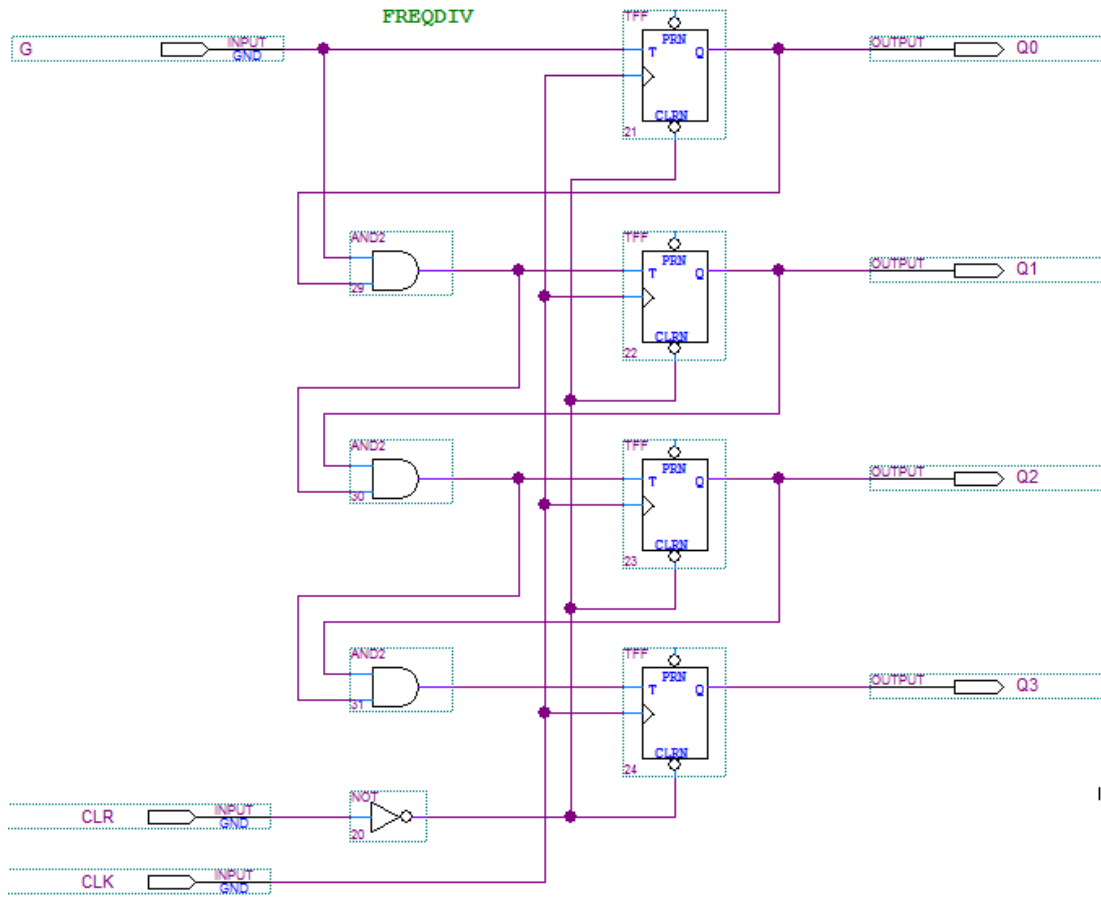 FREQDIV
G
INPUT
GND
TFF
PRN
T
Q
CLRN
21
OUTPUT
Q0
AND2
29
TFF
PRN
T
Q
CLRN
22
OUTPUT
Q1
AND2
30
TFF
PRN
T
Q
CLRN
23
OUTPUT
Q2
AND2
31
TFF
PRN
T
Q
CLRN
24
OUTPUT
Q3
CLR
INPUT
GND
NOT
20
CLK
INPUT
GND